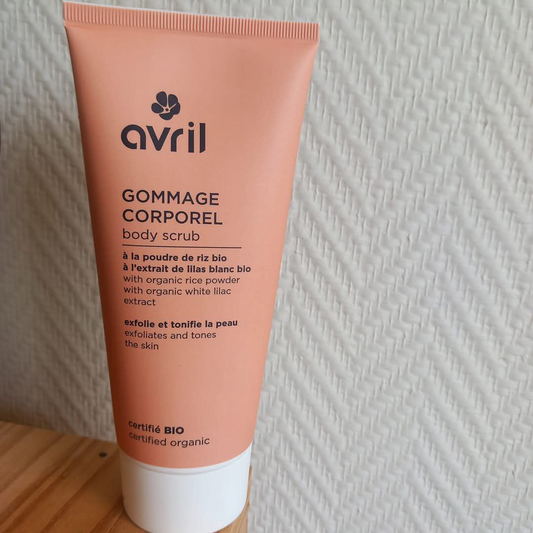 avril
GOMMAGE
CORPOREL
body scrub
à la poudre de riz bio
à l'extrait de lilas blanc bio
with organic rice powder
with organic white lilac
extract
exfolie et tonifie la peau
exfoliates and tones
the skin
certifié BIO
certified organic